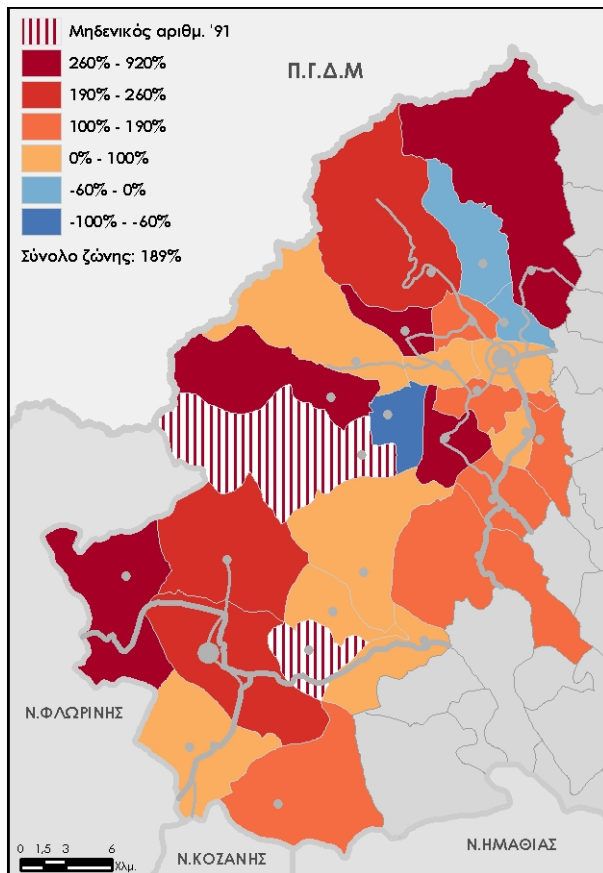 Μηδενικός αριθμ. '91
260% - 920%
Π.Γ.Δ.Μ
190% - 260%
100% - 190%
0% - 100%
-60% - 0%
-100% - -60%
Σύνολο ζώνης: 189%
Ν.ΦΛΩΡΙΝΗΣ
Ν.ΚΟΖΑΝΗΣ
Ν.ΗΜΑΘΙΑΣ
0 1,5 3 6
Χλμ.